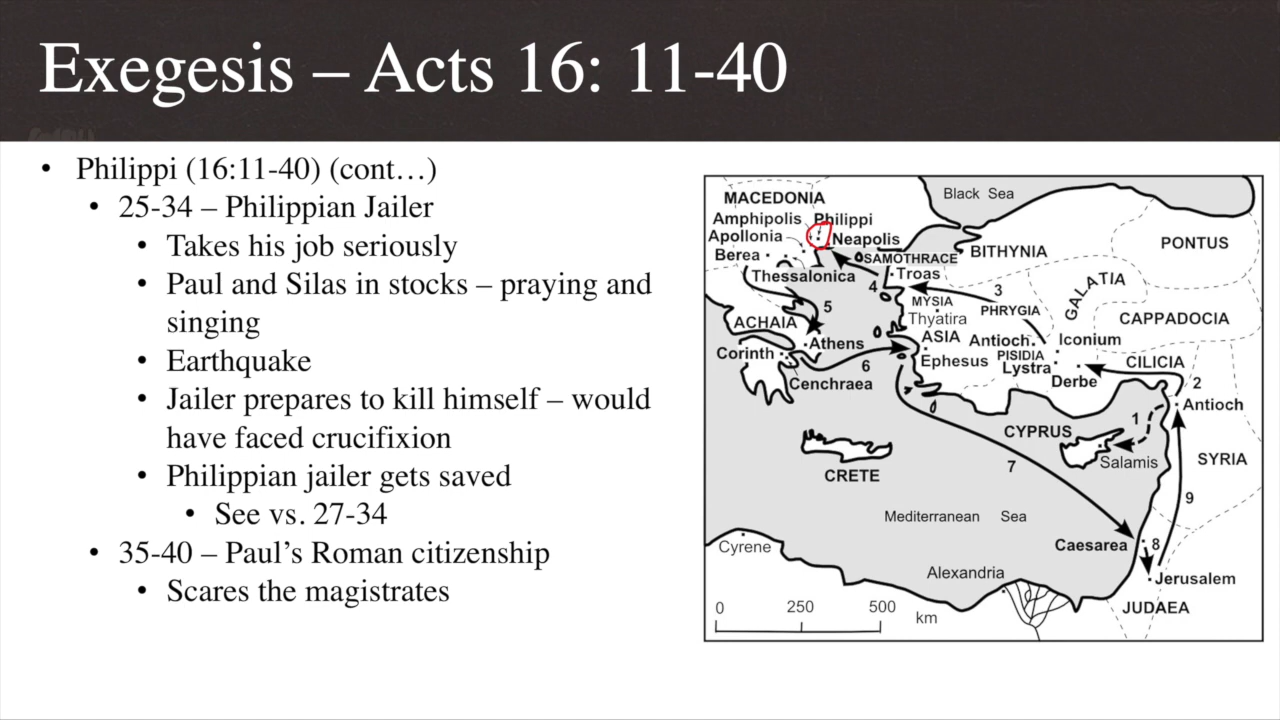 Exegesis – Acts 16: 11-40
• Philippi (16:11-40) (cont…)
• 25-34 – Philippian Jailer
• Takes his job seriously
• Paul and Silas in stocks – praying and
singing
• Earthquake
• Jailer prepares to kill himself – would
have faced crucifixion
• Philippian jailer gets saved
• See vs. 27-34
• 35-40 – Paul’s Roman citizenship
• Scares the magistrates
Black Sea
MACEDONIA
Amphipolis Philippi
Apollonia Neapolis
Berea
SAMOTHRACE
BITHYNIA
PONTUS
Thessalonica
4
Troas
3
GALATIA
MYSIA
PHRYGIA
5
Thyatira
CAPPADOCIA
ACHAIA
ASIA
Antioch
Iconium
Athens
Corinth
6
Ephesus
PISIDIA
Lystra
CILICIA
Cenchraea
Derbe
2
Antioch
1
CYPRUS
Salamis
SYRIA
7
CRETE
9
Mediterranean Sea
Cyrene
Caesarea
8
Alexandria
Jerusalem
JUDAEA
0 250 500
km